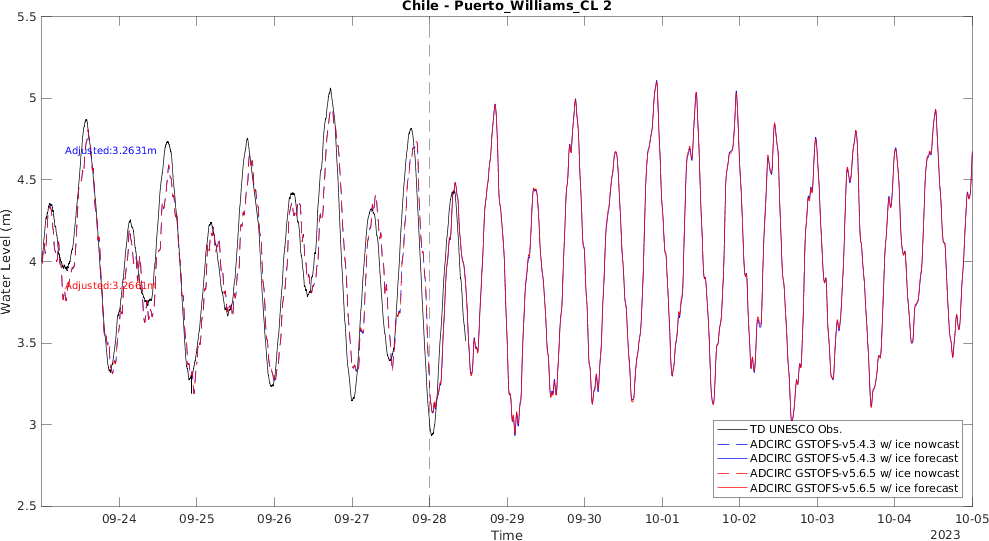 Chile - Puerto_Williams_CL 2
5.5
5
4.5
4
3.5
3
2.5
Water Level (m)
Adjusted:3.2631m
Adjusted:3.2661m
TD UNESCO Obs.
ADCIRC GSTOFS-v5.4.3 w/ ice nowcast
ADCIRC GSTOFS-v5.4.3 w/ ice forecast
ADCIRC GSTOFS-v5.6.5 w/ ice nowcast
ADCIRC GSTOFS-v5.6.5 w/ ice forecast
09-24 09-25 09-26 09-27 09-28 09-29 09-30 10-01 10-02 10-03 10-04 10-05
Time
2023